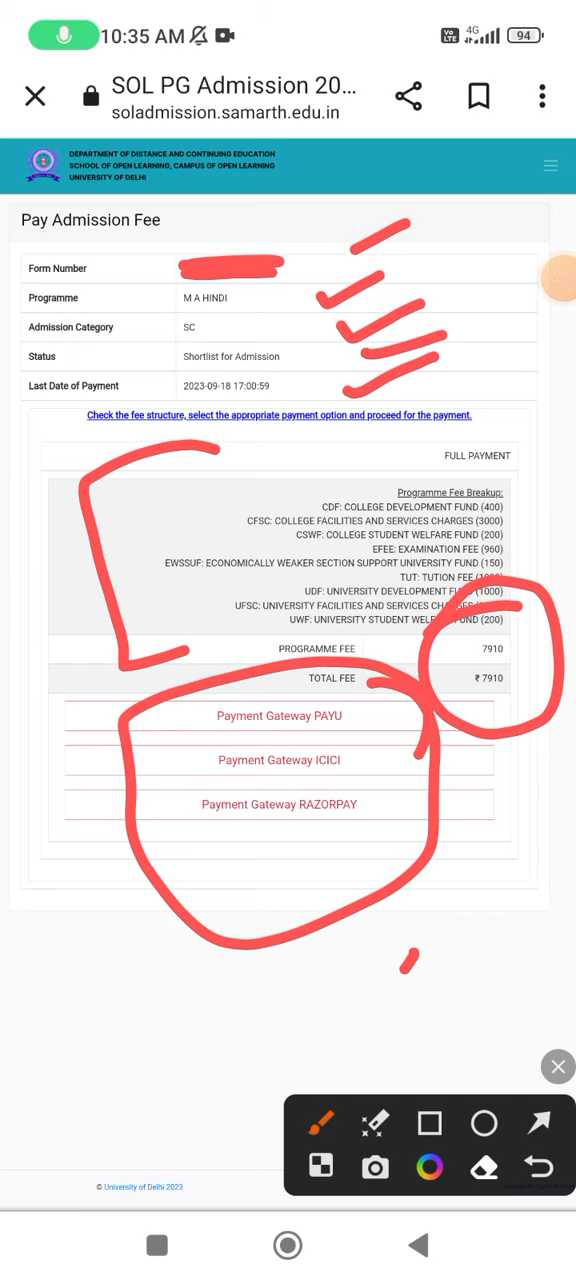 10:35 AM
Vo LTE 4G 94
SOL PG Admission 20...
soladmission.samarth.edu.in
DEPARTMENT OF DISTANCE AND CONTINUING EDUCATION
SCHOOL OF OPEN LEARNING, CAMPUS OF OPEN LEARNING
UNIVERSITY OF DELHI
Pay Admission Fee
Form Number
Programme M A HINDI
Admission Category SC
Status Shortlist for Admission
Last Date of Payment 2023-09-18 17:00:59
Check the fee structure, select the appropriate payment option and proceed for the payment.
FULL PAYMENT
Programme Fee Breakup:
CDF: COLLEGE DEVELOPMENT FUND (400)
CFSC: COLLEGE FACILITIES AND SERVICES CHARGES (3000)
CSWF: COLLEGE STUDENT WELFARE FUND (200)
EFEE: EXAMINATION FEE (960)
EWSSUF: ECONOMICALLY WEAKER SECTION SUPPORT UNIVERSITY FUND (150)
TUT: TUTION FEE
UDF: UNIVERSITY DEVELOPMENT FUND (1000)
UFSC: UNIVERSITY FACILITIES AND SERVICES CHARGES
UWF: UNIVERSITY STUDENT WELFARE FUND (200)
PROGRAMME FEE 7910
TOTAL FEE ₹ 7910
Payment Gateway PAYU
Payment Gateway ICICI
Payment Gateway RAZORPAY
© University of Delhi 2023